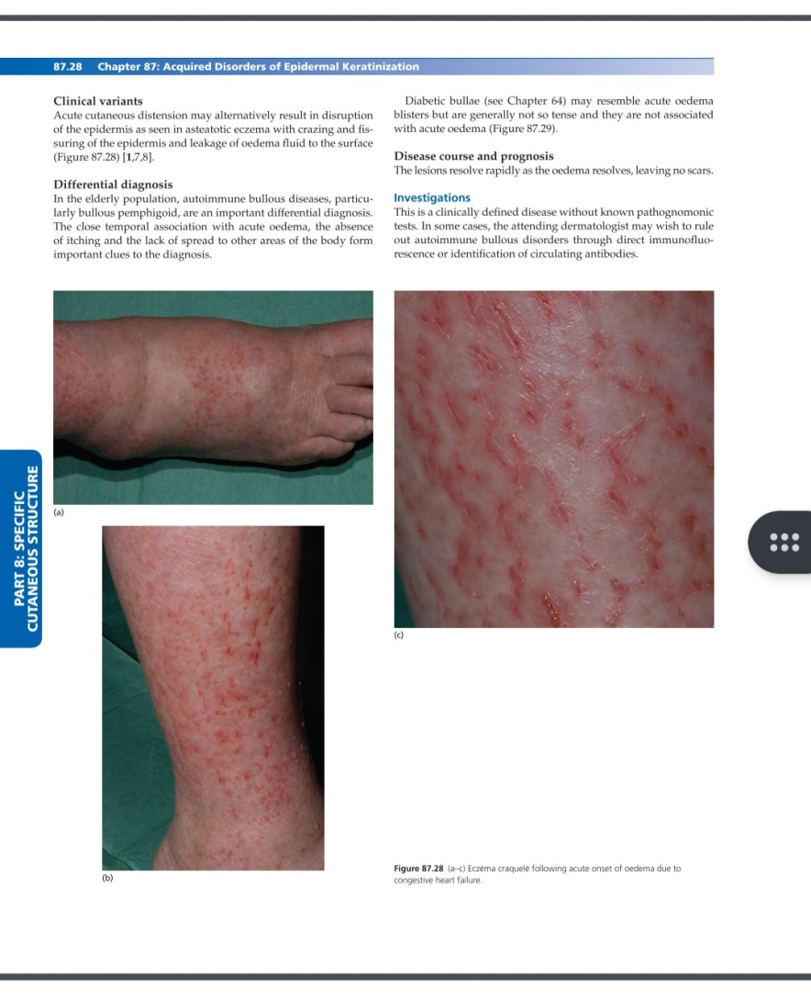 87.28 Chapter 87: Acquired Disorders of Epidermal Keratinization
Clinical variants
Acute cutaneous distension may alternatively result in disruption
of the epidermis as seen in asteatotic eczema with crazing and fis-
suring of the epidermis and leakage of oedema fluid to the surface
(Figure 87.28) [1,7,8].
Differential diagnosis
In the elderly population, autoimmune bullous diseases, particu-
larly bullous pemphigoid, are an important differential diagnosis.
The close temporal association with acute oedema, the absence
of itching and the lack of spread to other areas of the body form
important clues to the diagnosis.
Diabetic bullae (see Chapter 64) may resemble acute oedema
blisters but are generally not so tense and they are not associated
with acute oedema (Figure 87.29).
Disease course and prognosis
The lesions resolve rapidly as the oedema resolves, leaving no scars.
Investigations
This is a clinically defined disease without known pathognomonic
tests. In some cases, the attending dermatologist may wish to rule
out autoimmune bullous disorders through direct immunofluo-
rescence or identification of circulating antibodies.
PART 8: SPECIFIC
CUTANEOUS STRUCTURE
(a)
(b)
(c)
Figure 87.28 (a–c) Eczéma craquelé following acute onset of oedema due to
congestive heart failure.